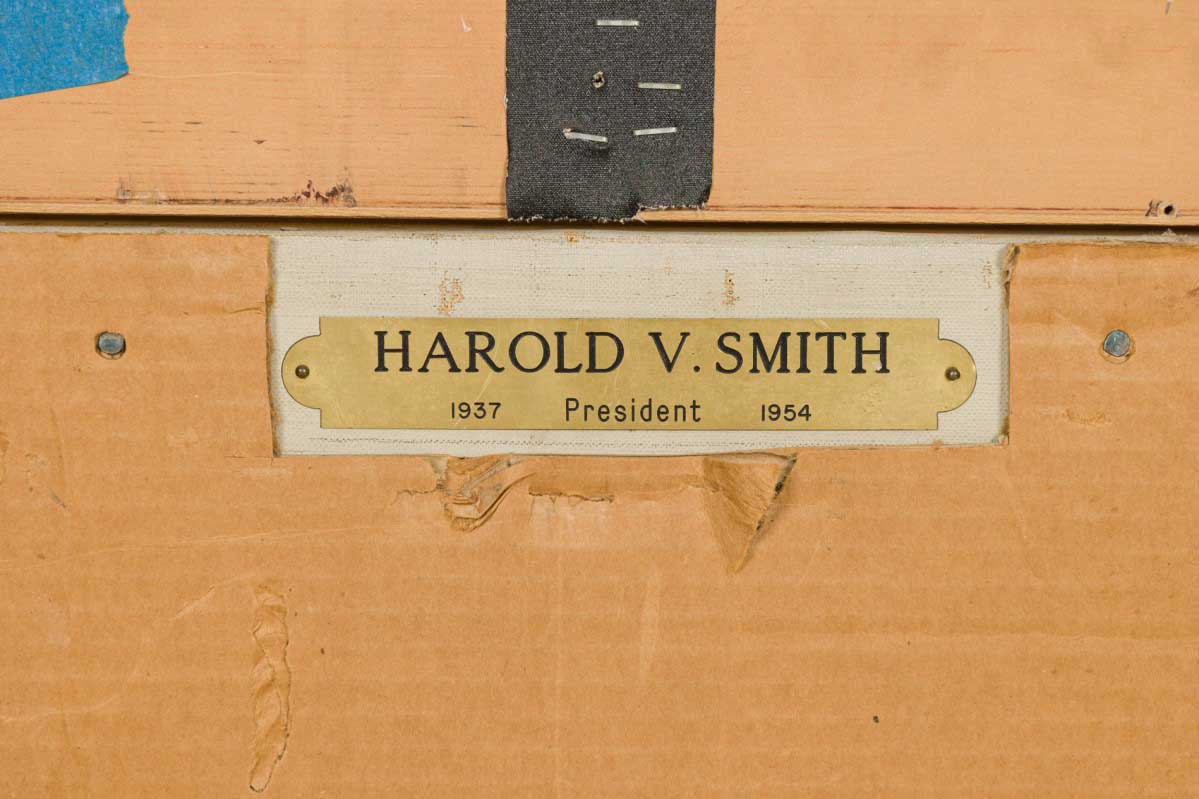 HAROLD V. SMITH
1937 President 1954